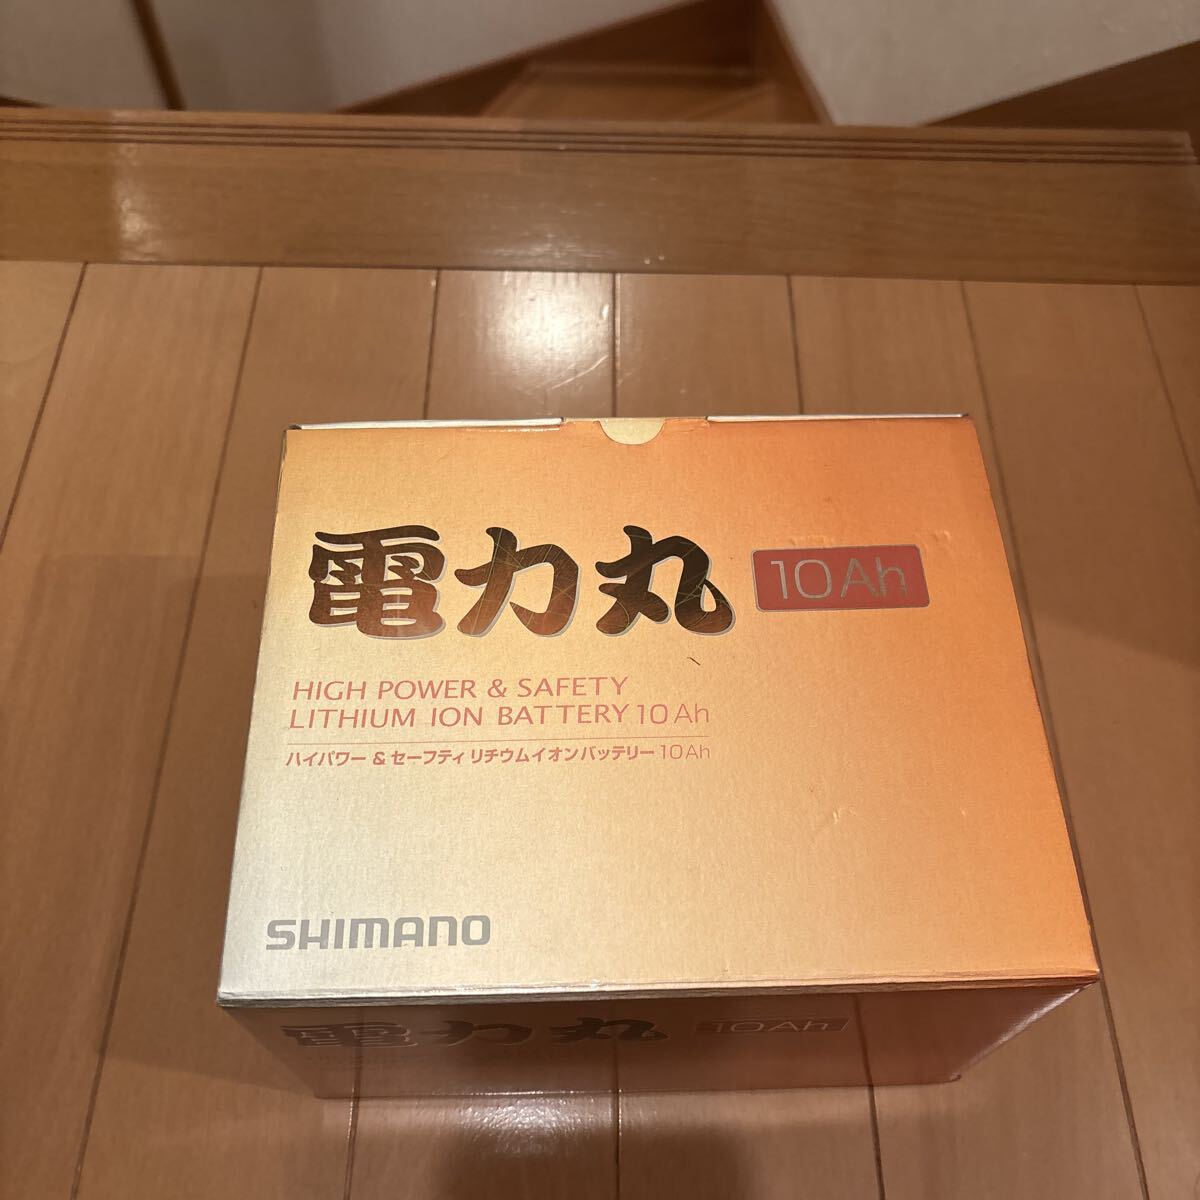 電力丸 10Ah
HIGH POWER & SAFETY
LITHIUM ION BATTERY 10Ah
ハイパワー & セーフティ リチウムイオンバッテリー 10Ah
SHIMANO
電力丸 10Ah